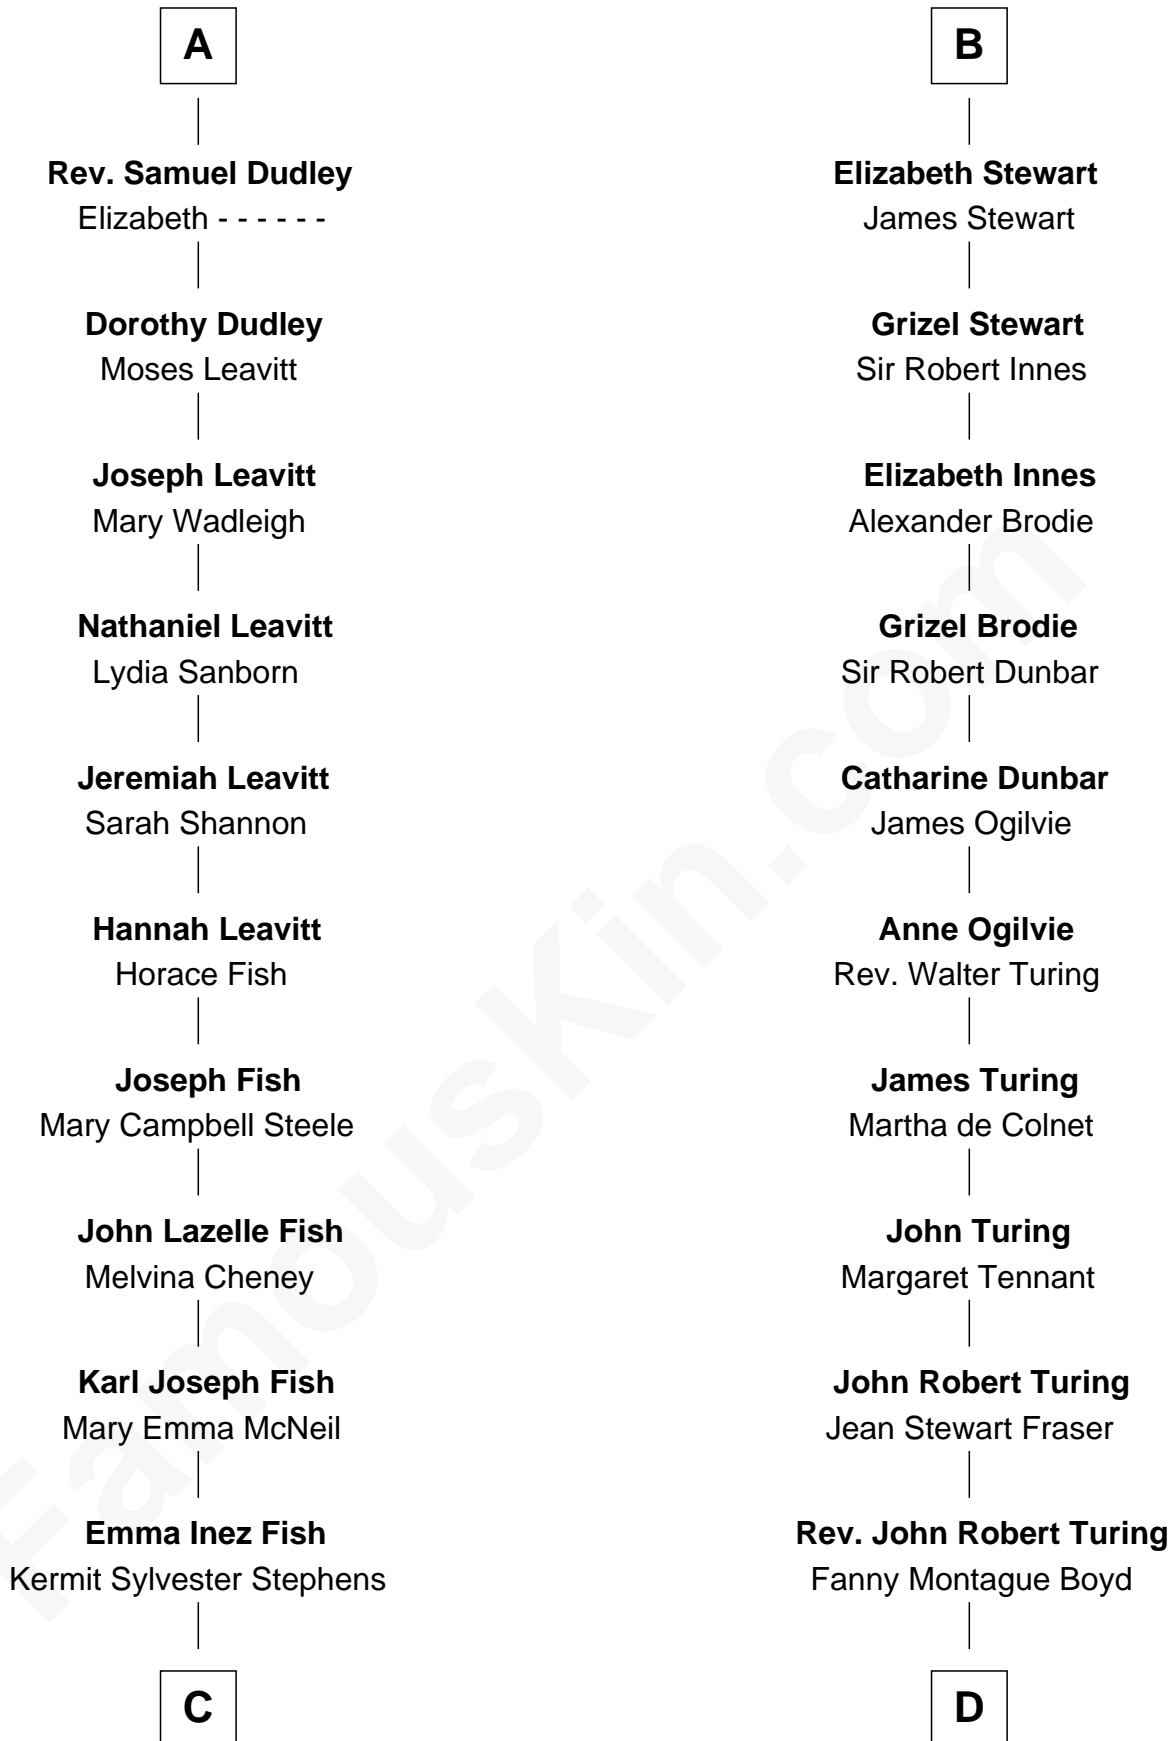 A
Rev. Samuel Dudley
Elizabeth - - - - - -
Dorothy Dudley
Moses Leavitt
Joseph Leavitt
Mary Wadleigh
Nathaniel Leavitt
Lydia Sanborn
Jeremiah Leavitt
Sarah Shannon
Hannah Leavitt
Horace Fish
Joseph Fish
Mary Campbell Steele
John Lazelle Fish
Melvina Cheney
Karl Joseph Fish
Mary Emma McNeil
Emma Inez Fish
Kermit Sylvester Stephens
C
B
Elizabeth Stewart
James Stewart
Grizel Stewart
Sir Robert Innes
Elizabeth Innes
Alexander Brodie
Grizel Brodie
Sir Robert Dunbar
Catharine Dunbar
James Ogilvie
Anne Ogilvie
Rev. Walter Turing
James Turing
Martha de Colnet
John Turing
Margaret Tennant
John Robert Turing
Jean Stewart Fraser
Rev. John Robert Turing
Fanny Montague Boyd
D
FamousKin.com